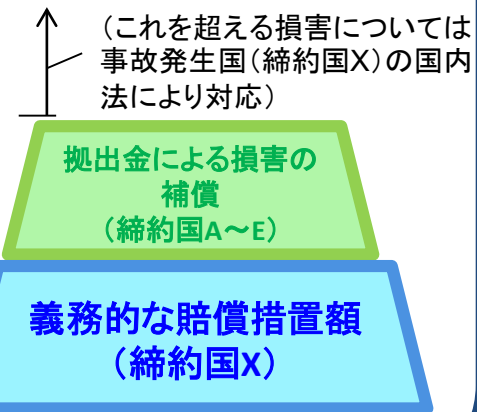 （これを超える損害については
事故発生国（締約国X）の国内
法により対応）
拠出金による損害の
補償
（締約国A～E）
義務的な賠償措置額
（締約国X）